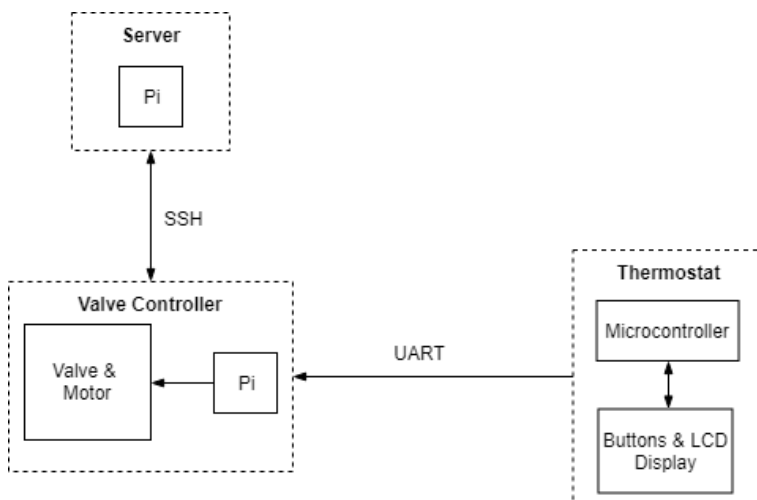 Server
Pi
SSH
Valve Controller
Valve &
Motor
Pi
UART
Thermostat
Microcontroller
Buttons & LCD
Display